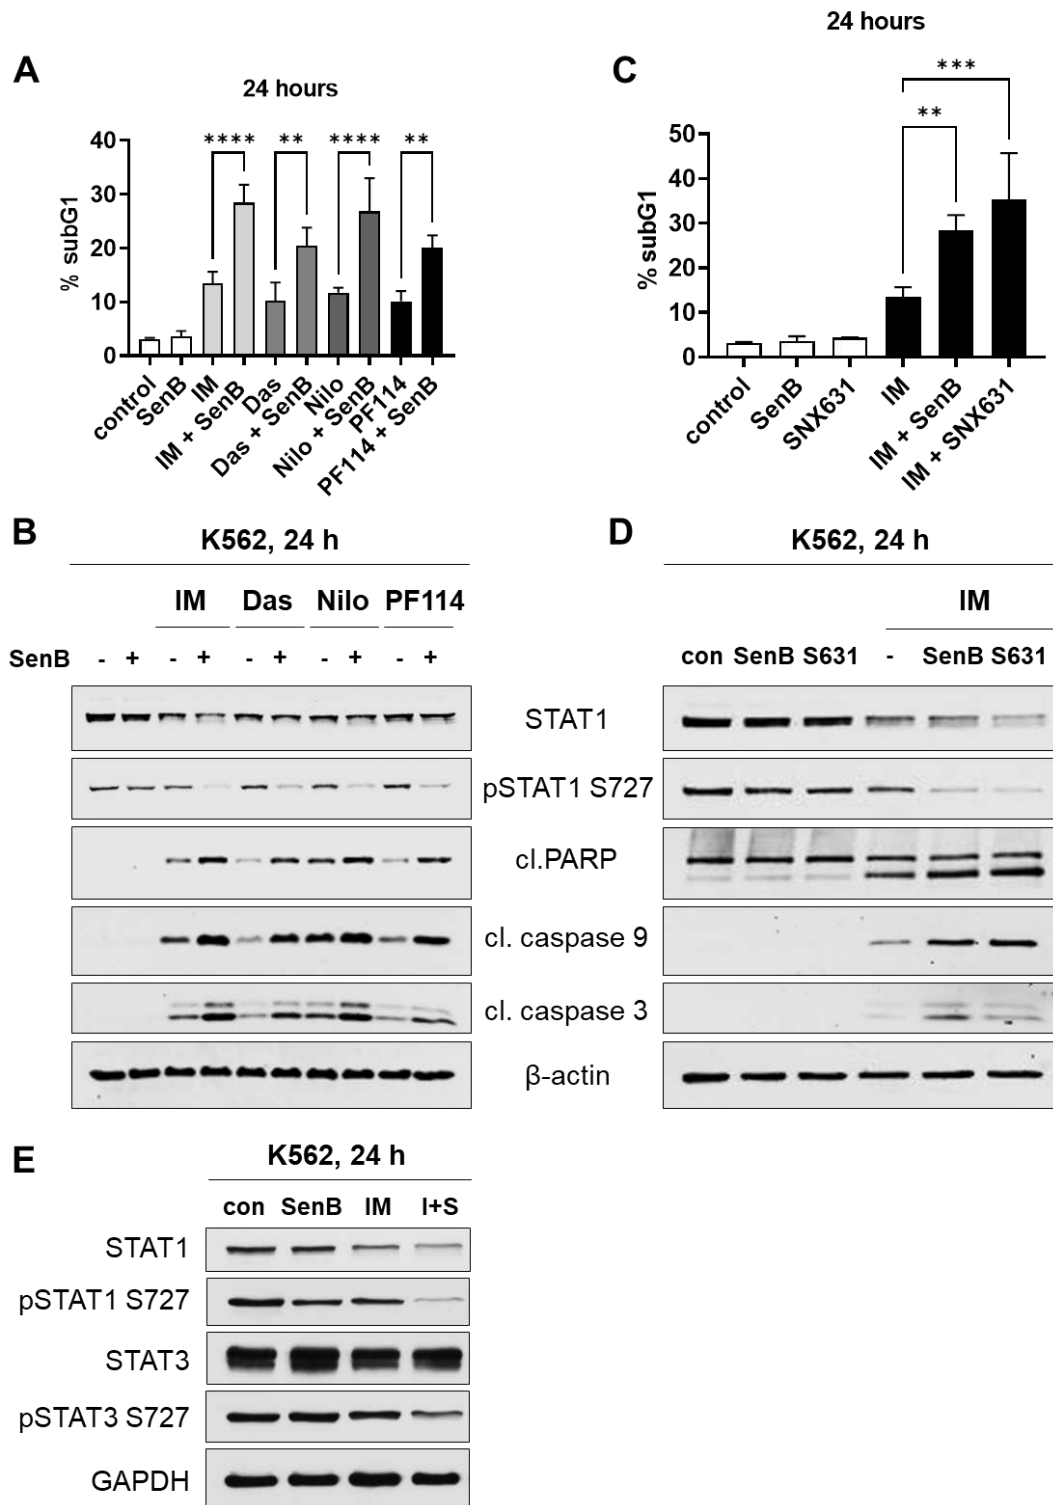 A
24 hours
**** ** **** **
% subG1
40
30
20
10
0
control
SenB
IM
IM + SenB
Das
Das + SenB
Nilo
Nilo + SenB
PF114
PF114 + SenB
C
24 hours
***
**
% subG1
50
40
30
20
10
0
control
SenB
SNX631
IM
IM + SenB
IM + SNX631
B
K562, 24 h
IM Das Nilo PF114
SenB - + - + - + - + - +
D
K562, 24 h
IM
con SenB S631 - SenB S631
STAT1
pSTAT1 S727
cl.PARP
cl. caspase 9
cl. caspase 3
β-actin
E
K562, 24 h
con SenB IM I+S
STAT1
pSTAT1 S727
STAT3
pSTAT3 S727
GAPDH